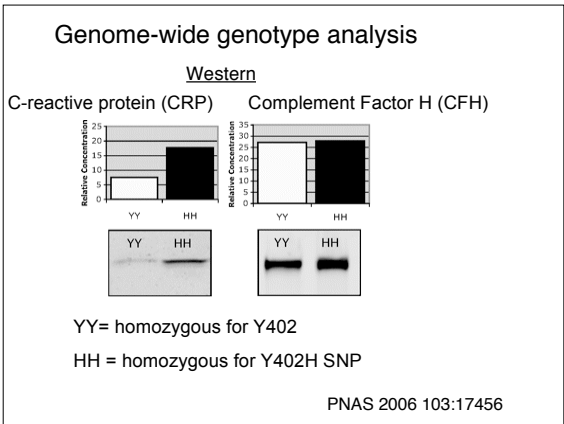 Genome-wide genotype analysis
Western
C-reactive protein (CRP)
Complement Factor H (CFH)
Relative Concentration
25
20
15
10
5
0
YY HH
Relative Concentration
35
30
25
20
15
10
5
0
YY HH
YY HH
YY HH
YY= homozygous for Y402
HH = homozygous for Y402H SNP
PNAS 2006 103:17456